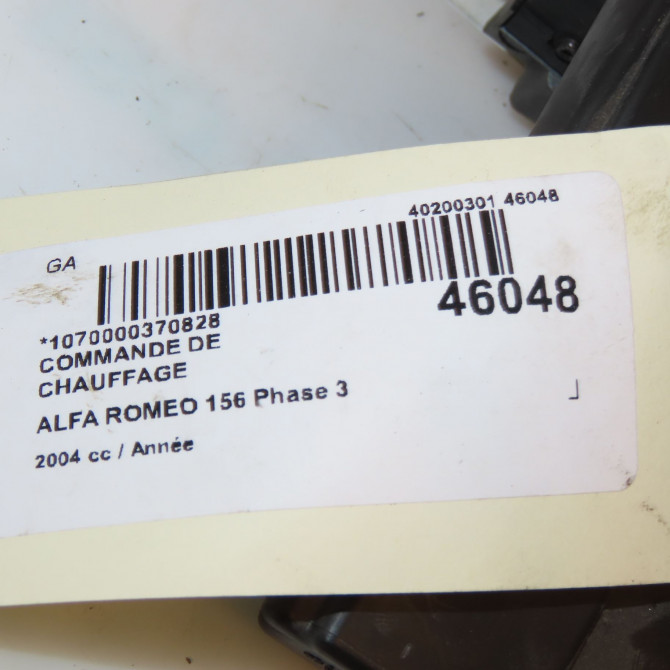 40200301 46048
GA
46048
*1070000370828
COMMANDE DE
CHAUFFAGE
ALFA ROMEO 156 Phase 3
2004 cc / Année